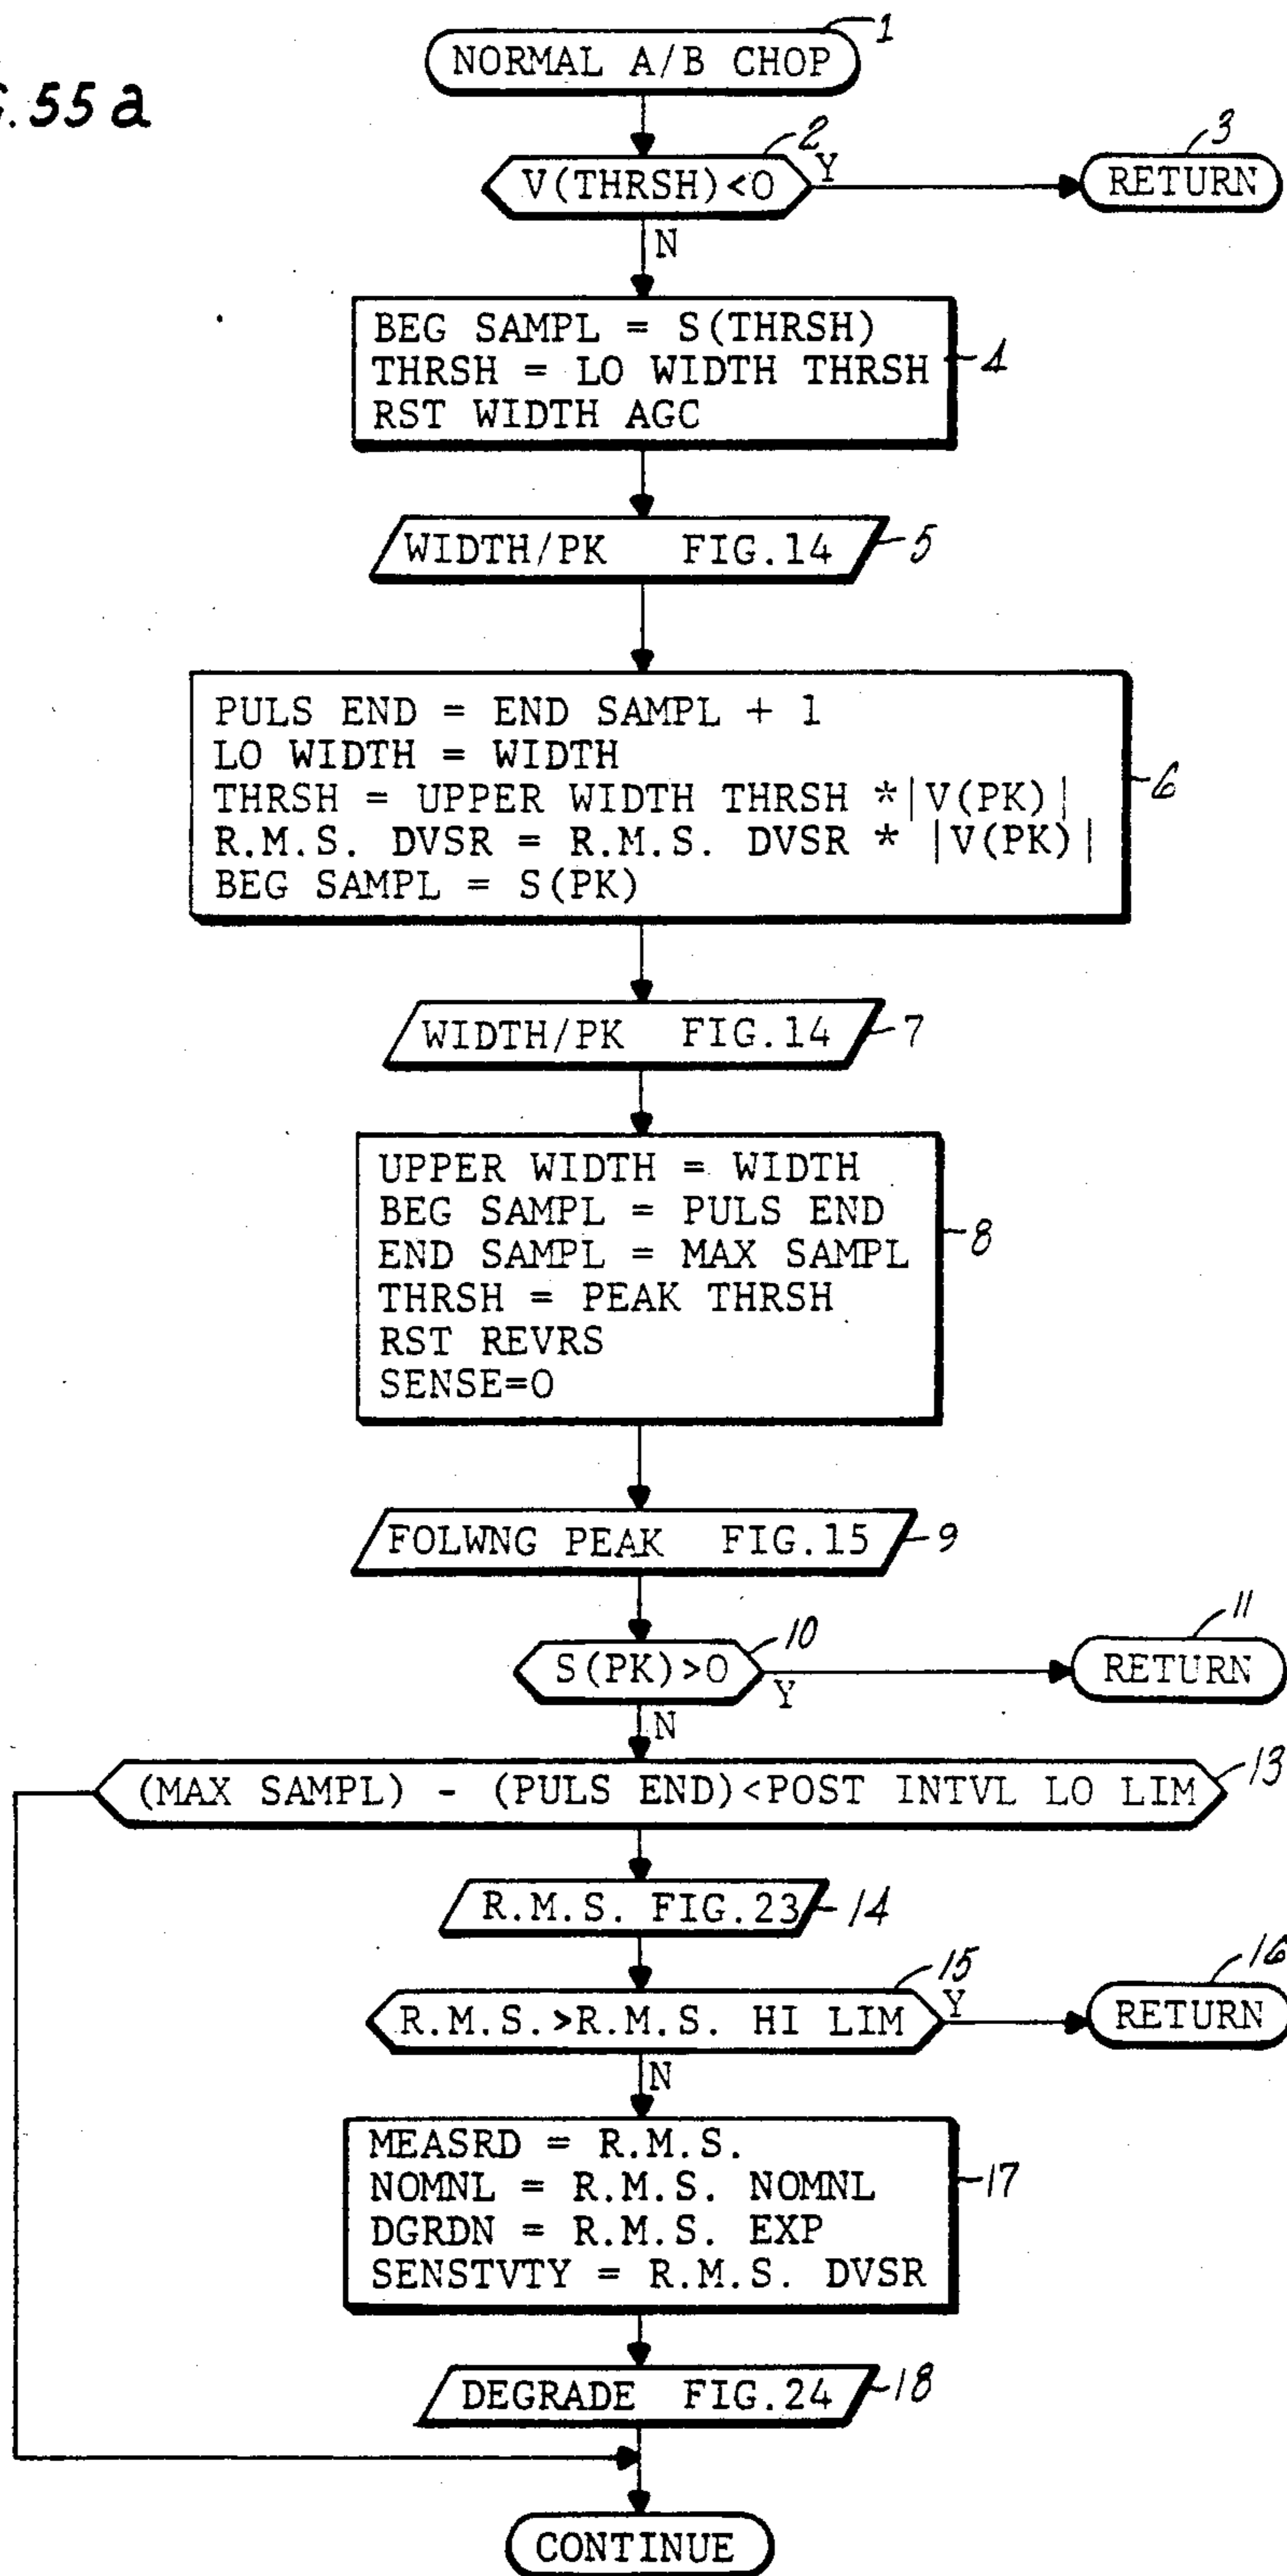 .55a
NORMAL A/B CHOP
1
V(THRSH)<0
2
Y
RETURN
3
N
BEG SAMPL = S(THRSH)
THRSH = LO WIDTH THRSH
RST WIDTH AGC
4
WIDTH/PK FIG.14
5
PULS END = END SAMPL + 1
LO WIDTH = WIDTH
THRSH = UPPER WIDTH THRSH *|V(PK)|
R.M.S. DVSR = R.M.S. DVSR * |V(PK)|
BEG SAMPL = S(PK)
6
WIDTH/PK FIG.14
7
UPPER WIDTH = WIDTH
BEG SAMPL = PULS END
END SAMPL = MAX SAMPL
THRSH = PEAK THRSH
RST REVRS
SENSE=0
8
FOLWNG PEAK FIG.15
9
S(PK)>0
10
Y
RETURN
11
N
(MAX SAMPL) - (PULS END)<POST INTVL LO LIM
13
R.M.S. FIG.23
14
R.M.S.>R.M.S. HI LIM
15
Y
RETURN
16
N
MEASRD = R.M.S.
NOMNL = R.M.S. NOMNL
DGRDN = R.M.S. EXP
SENSTVTY = R.M.S. DVSR
17
DEGRADE FIG.24
18
CONTINUE